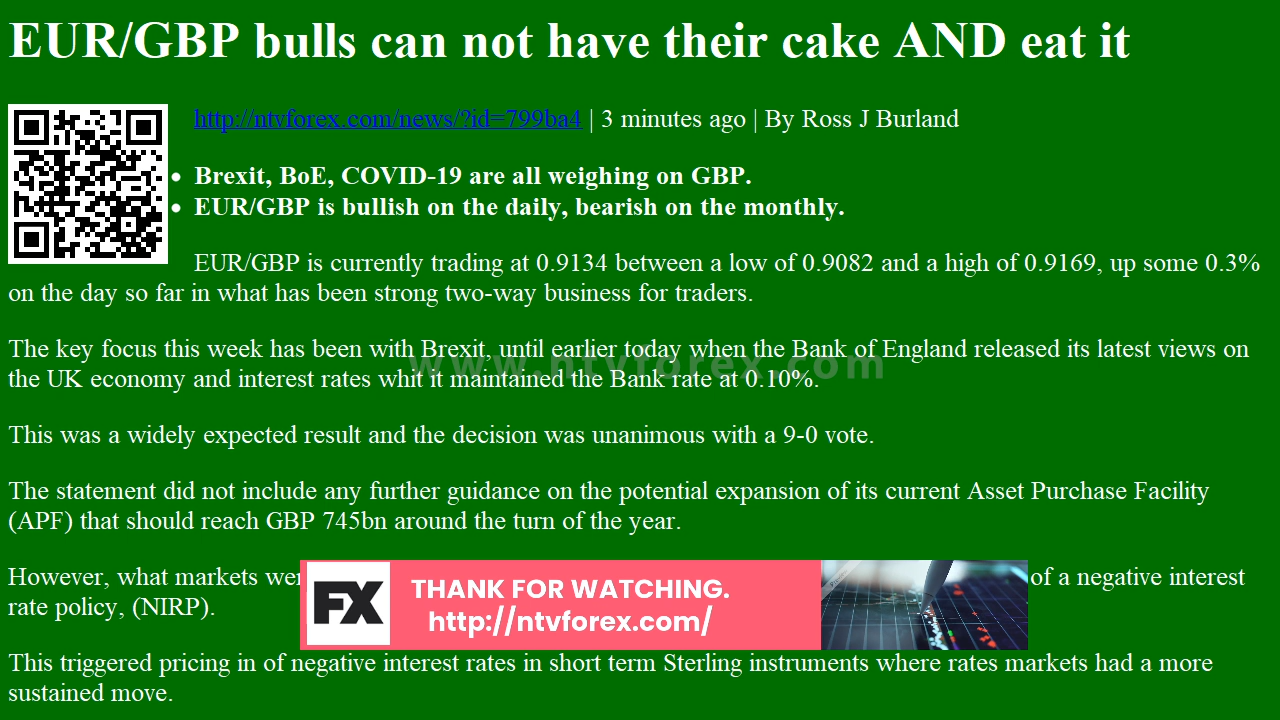 EUR/GBP bulls can not have their cake AND eat it
http://ntvforex.com/news/?id=799ba4 | 3 minutes ago | By Ross J Burland
• Brexit, BoE, COVID-19 are all weighing on GBP.
• EUR/GBP is bullish on the daily, bearish on the monthly.
EUR/GBP is currently trading at 0.9134 between a low of 0.9082 and a high of 0.9169, up some 0.3%
on the day so far in what has been strong two-way business for traders.
The key focus this week has been with Brexit, until earlier today when the Bank of England released its latest views on
www.ntvforex.com
the UK economy and interest rates whit it maintained the Bank rate at 0.10%.
This was a widely expected result and the decision was unanimous with a 9-0 vote.
The statement did not include any further guidance on the potential expansion of its current Asset Purchase Facility
(APF) that should reach GBP 745bn around the turn of the year.
However, what markets of a negative interest
rate policy, (NIRP).
FX
THANK FOR WATCHING.
http://ntvforex.com/
This triggered pricing in of negative interest rates in short term Sterling instruments where rates markets had a more
sustained move.